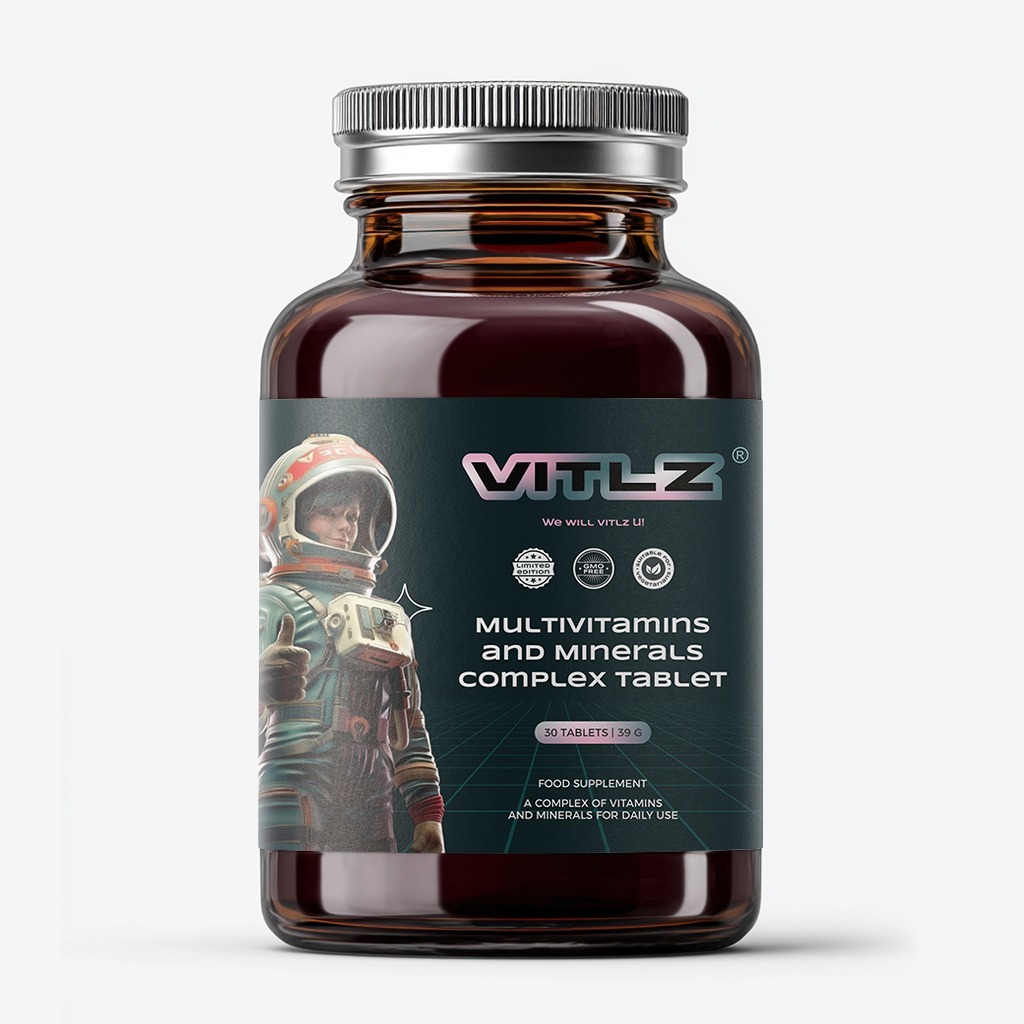 VITLZ®
We will vitlz U!
LIMITED
EDITION
GMO
FREE
SUITABLE FOR
VEGETARIANS
Multivitamins
and Minerals
Complex Tablet
30 TABLETS | 39 G
FOOD SUPPLEMENT
A COMPLEX OF VITAMINS
AND MINERALS FOR DAILY USE